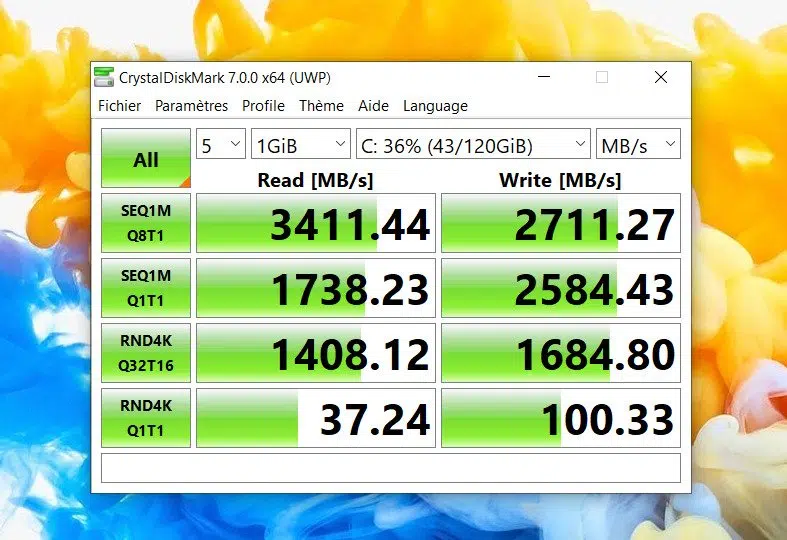 CrystalDiskMark 7.0.0 x64 (UWP)
Fichier Paramètres Profile Thème Aide Language
All 5 1GiB C: 36% (43/120GiB) MB/s
Read [MB/s] Write [MB/s]
SEQ1M
Q8T1
3411.44 2711.27
SEQ1M
Q1T1
1738.23 2584.43
RND4K
Q32T16
1408.12 1684.80
RND4K
Q1T1
37.24 100.33